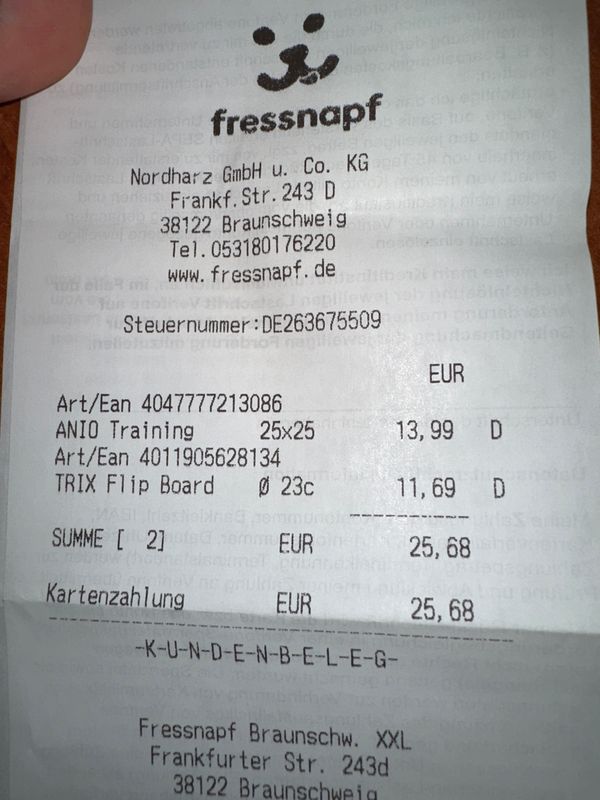 fressnapf
Nordharz GmbH u. Co. KG
Frankf.Str.243 D
38122 Braunschweig
Tel.053180176220
www.fressnapf.de
Steuernummer:DE263675509
EUR
Art/Ean 4047777213086
ANIO Training 25x25 13,99 D
Art/Ean 4011905628134
TRIX Flip Board Ø 23c 11,69 D
SUMME [ 2] EUR 25,68
Kartenzahlung EUR 25,68
-K-U-N-D-E-N-B-E-L-E-G-
Fressnapf Braunschw. XXL
Frankfurter Str. 243d
38122 Braunschweig